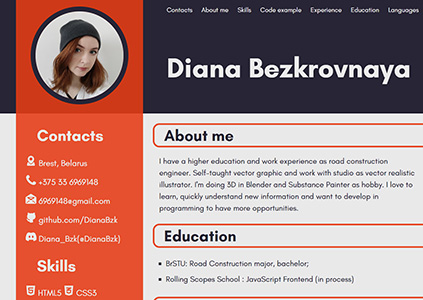 Contacts About me Skills Code example Experience Education Languages
Diana Bezkrovnaya
Contacts
Brest, Belarus
+375 33 6969148
6969148@gmail.com
github.com/DianaBzk
Diana_Bzk(@DianaBzk)
Skills
HTML5 CSS3
About me
I have a higher education and work experience as road construction
engineer. Self-taught vector graphic and work with studio as vector realistic
illustrator. I'm doing 3D in Blender and Substance Painter as hobby. I love to
learn, quickly understand new information and want to develop in
programming to have more opportunities.
Education
BrSTU: Road Construction major, bachelor;
Rolling Scopes School : JavaScript Frontend (in process)